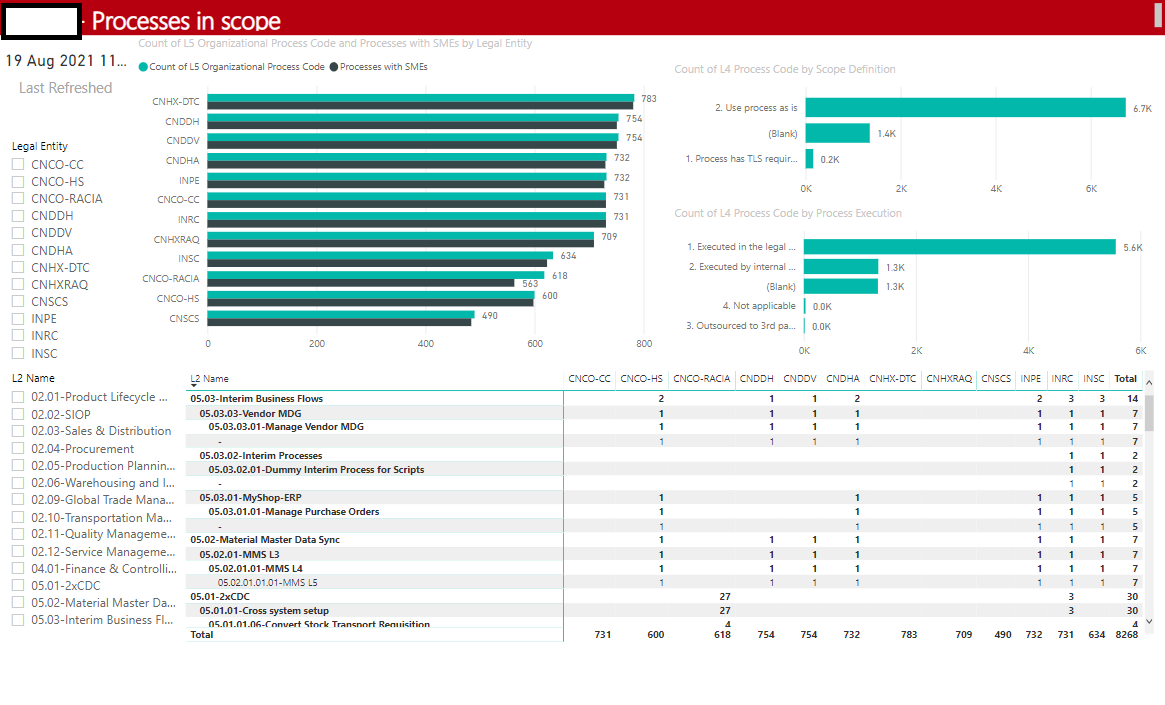 - Processes in scope
19 Aug 2021 11...
Last Refreshed
Legal Entity
CNCO-CC
CNCO-HS
CNCO-RACIA
CNDDH
CNDDV
CNDHA
CNHX-DTC
CNHXRAQ
CNSCS
INPE
INRC
INSC
L2 Name
02.01-Product Lifecycle ...
02.02-SIOP
02.03-Sales & Distribution
02.04-Procurement
02.05-Production Plannin...
02.06-Warehousing and I...
02.09-Global Trade Mana...
02.10-Transportation Ma...
02.11-Quality Manageme...
02.12-Service Manageme...
04.01-Finance & Controlli...
05.01-2xCDC
05.02-Material Master Da...
05.03-Interim Business Fl...
Count of L5 Organizational Process Code and Processes with SMEs by Legal Entity
Count of L5 Organizational Process Code Processes with SMEs
CNHX-DTC 783
CNDDH 754
CNDDV 754
CNDHA 732
INPE 732
CNCO-CC 731
INRC 731
CNHXRAQ 709
INSC 634
CNCO-RACIA 618
563
CNCO-HS 600
CNSCS 490
0 200 400 600 800
Count of L4 Process Code by Scope Definition
2. Use process as is 6.7K
(Blank) 1.4K
1. Process has TLS requir... 0.2K
0K 2K 4K 6K
Count of L4 Process Code by Process Execution
1. Executed in the legal ... 5.6K
2. Executed by internal ... 1.3K
(Blank) 1.3K
4. Not applicable 0.0K
3. Outsourced to 3rd pa... 0.0K
0K 2K 4K 6K
L2 Name CNCO-CC CNCO-HS CNCO-RACIA CNDDH CNDDV CNDHA CNHX-DTC CNHXRAQ CNSCS INPE INRC INSC Total
05.03-Interim Business Flows 2 1 1 2 2 3 3 14
05.03.03-Vendor MDG 1 1 1 1 1 1 1 7
05.03.03.01-Manage Vendor MDG 1 1 1 1 1 1 1 7
- 1 1 1 1 1 1 1 7
05.03.02-Interim Processes 1 1 2
05.03.02.01-Dummy Interim Process for Scripts 1 1 2
- 1 1 2
05.03.01-MyShop-ERP 1 1 1 1 1 5
05.03.01.01-Manage Purchase Orders 1 1 1 1 1 5
- 1 1 1 1 1 5
05.02-Material Master Data Sync 1 1 1 1 1 1 1 7
05.02.01-MMS L3 1 1 1 1 1 1 1 7
05.02.01.01-MMS L4 1 1 1 1 1 1 1 7
05.02.01.01.01-MMS L5 1 1 1 1 1 1 1 7
05.01-2xCDC 27 3 30
05.01.01-Cross system setup 27 3 30
05.01.01.06-Convert Stock Transport Requisition 4 4
Total 731 600 618 754 754 732 783 709 490 732 731 634 8268